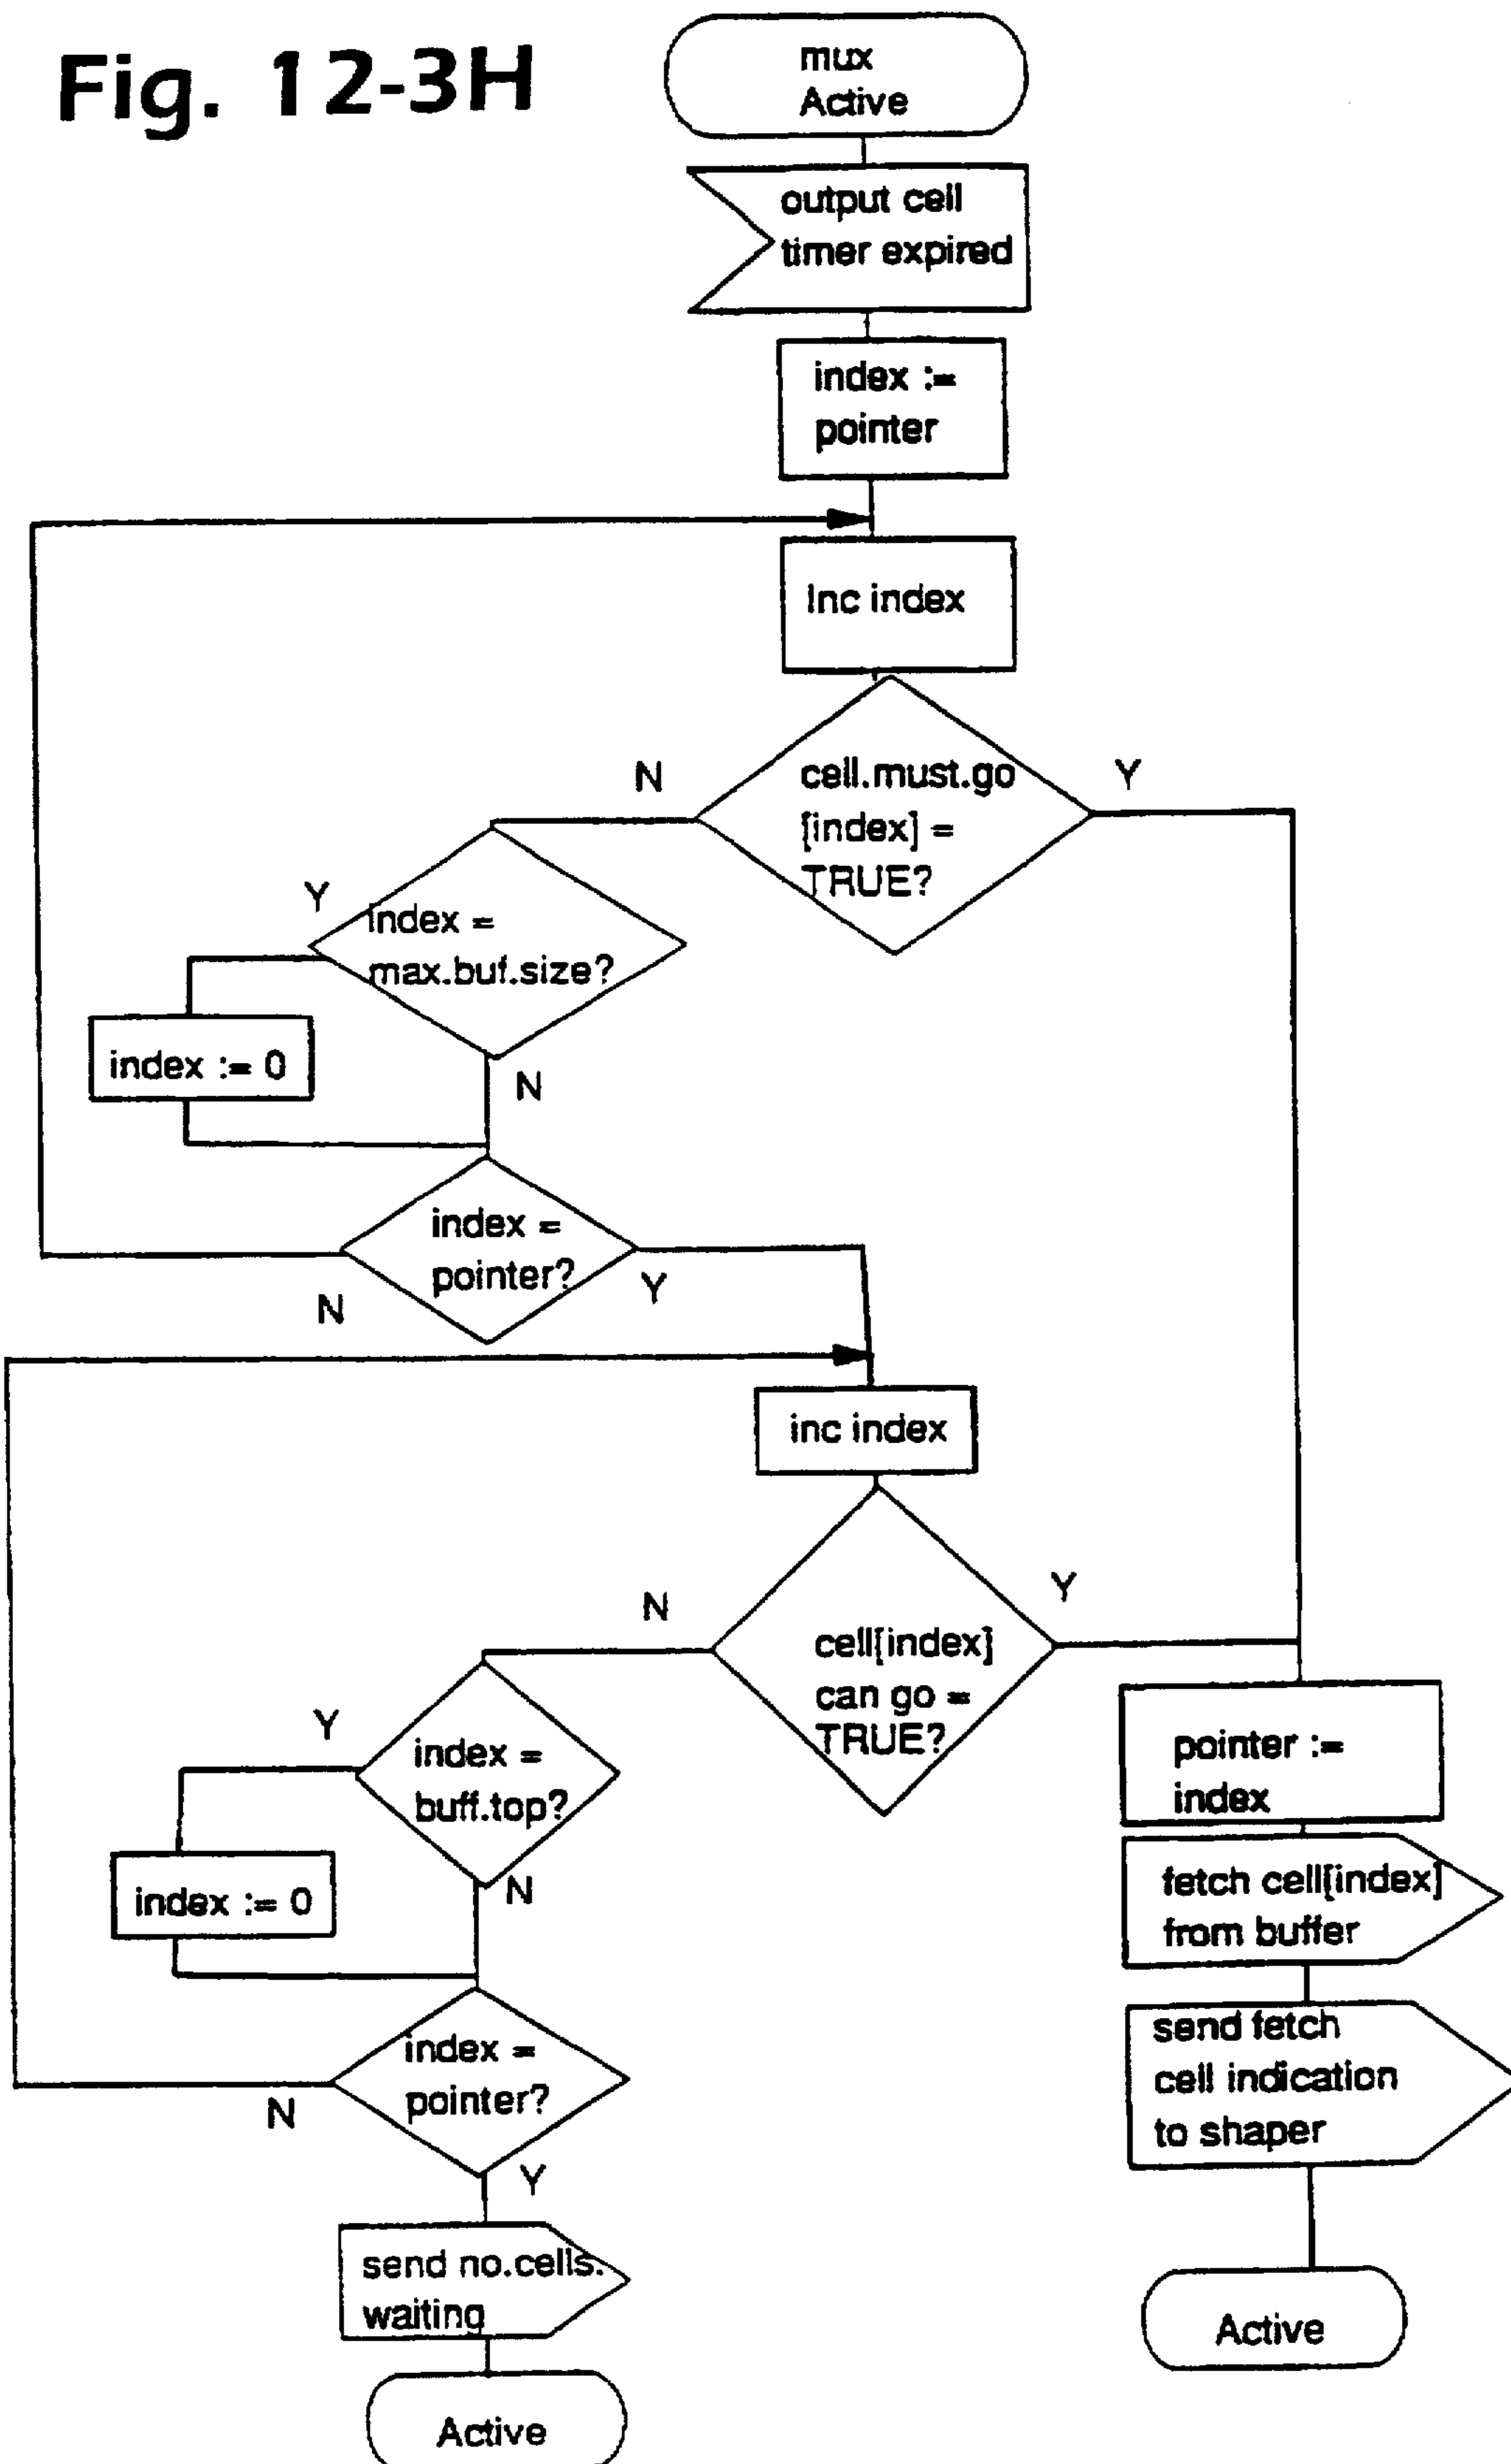 Fig. 12-3H
mux
Active
output cell
timer expired
index :=
pointer
Inc index
cell.must.go
[index] =
TRUE?
N
Y
index =
max.buf.size?
Y
N
index := 0
index =
pointer?
N
Y
inc index
cell[index]
can go =
TRUE?
N
Y
index =
buff.top?
Y
N
index := 0
index =
pointer?
N
Y
send no.cells.
waiting
Active
pointer :=
index
fetch cell[index]
from buffer
send fetch
cell indication
to shaper
Active